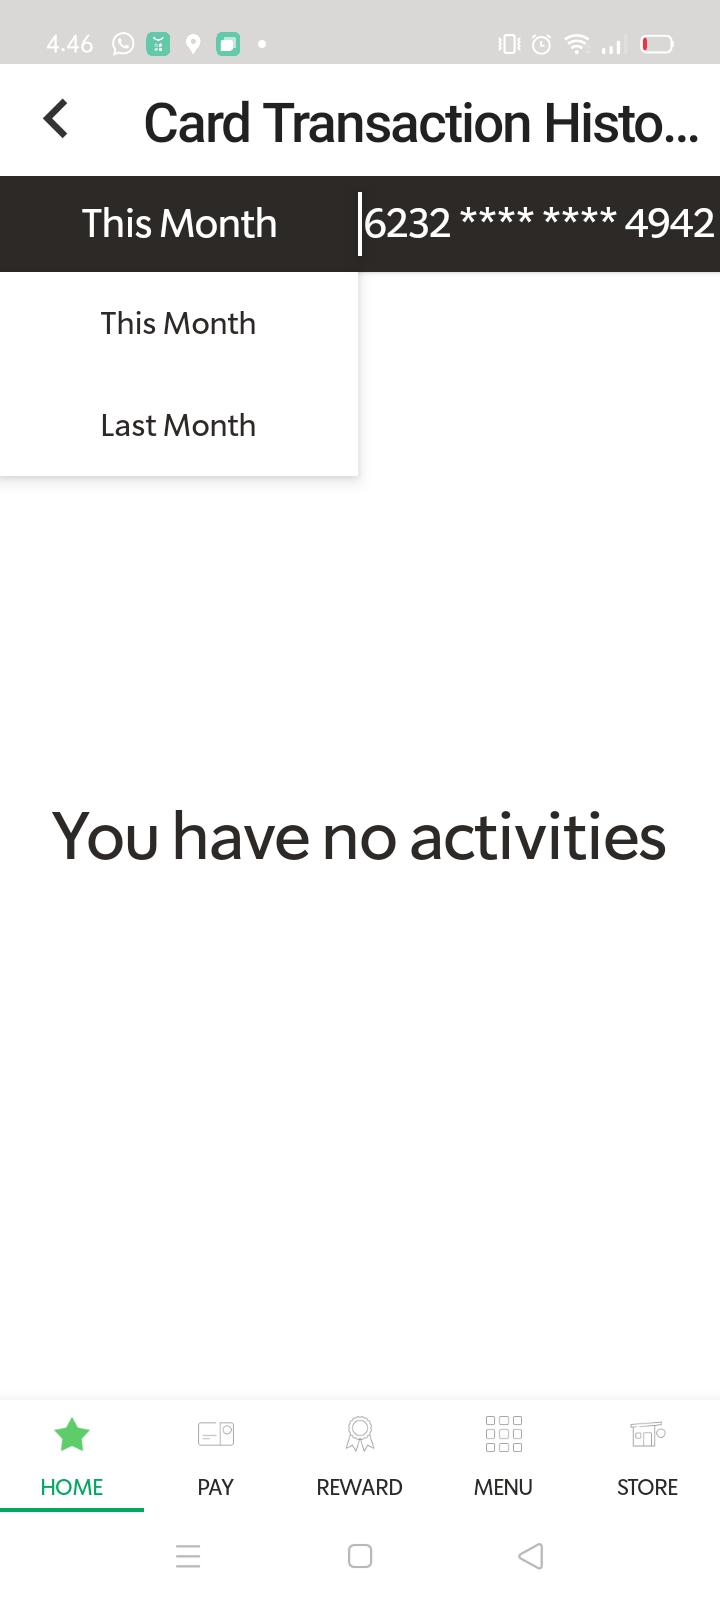 4.46
Card Transaction Histo...
This Month
6232 **** **** 4942
This Month
Last Month
You have no activities
HOME
PAY
REWARD
MENU
STORE